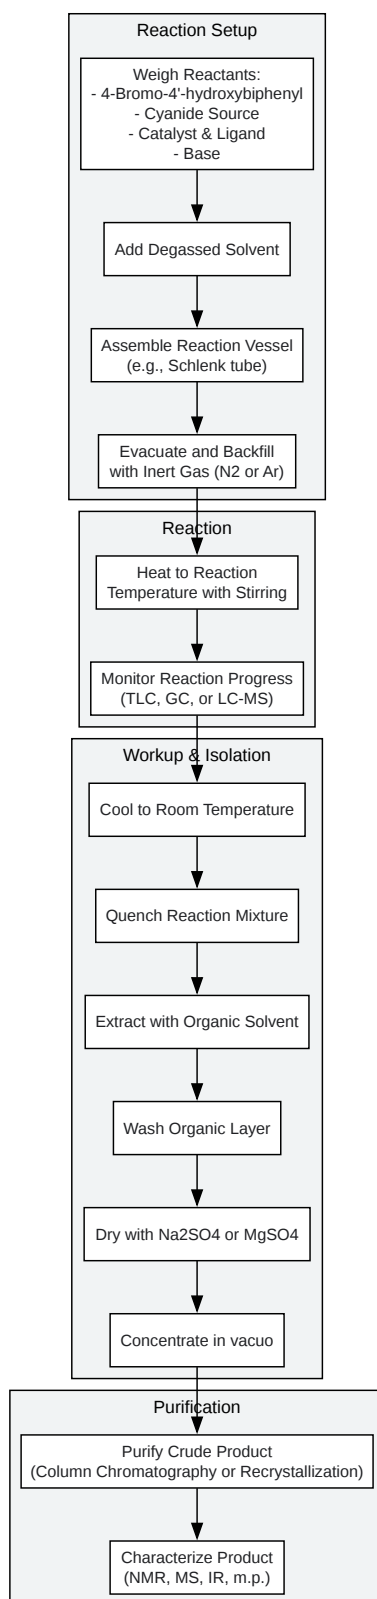 Reaction Setup
Weigh Reactants:
- 4-Bromo-4'-hydroxybiphenyl
- Cyanide Source
- Catalyst & Ligand
- Base
Add Degassed Solvent
Assemble Reaction Vessel
(e.g., Schlenk tube)
Evacuate and Backfill
with Inert Gas (N2 or Ar)
Reaction
Heat to Reaction
Temperature with Stirring
Monitor Reaction Progress
(TLC, GC, or LC-MS)
Workup & Isolation
Cool to Room Temperature
Quench Reaction Mixture
Extract with Organic Solvent
Wash Organic Layer
Dry with Na2SO4 or MgSO4
Concentrate in vacuo
Purification
Purify Crude Product
(Column Chromatography or Recrystallization)
Characterize Product
(NMR, MS, IR, m.p.)